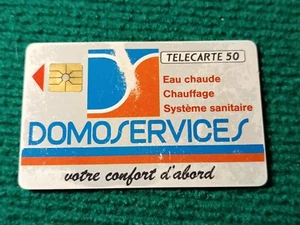 TELECARTE 50
Eau chaude
Chauffage
Système sanitaire
DOMOSERVICES
votre confort d'abord